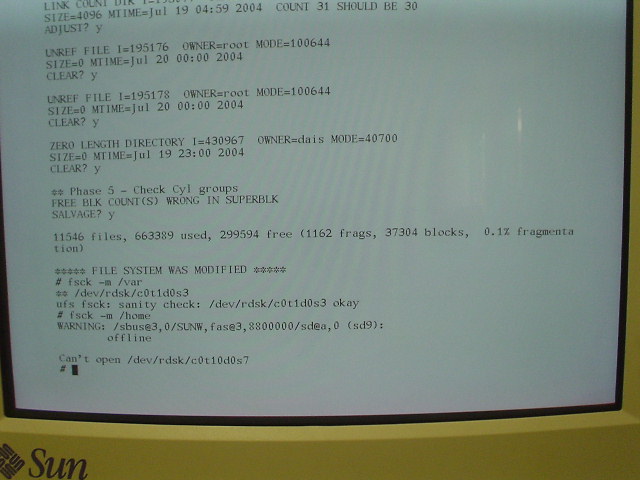 LINK COUNT DIR
SIZE=4096 MTIME=Jul 19 04:59 2004 COUNT 31 SHOULD BE 30
ADJUST? y
UNREF FILE I=195176 OWNER=root MODE=100644
SIZE=0 MTIME=Jul 20 00:00 2004
CLEAR? y
UNREF FILE I=195178 OWNER=root MODE=100644
SIZE=0 MTIME=Jul 20 00:00 2004
CLEAR? y
ZERO LENGTH DIRECTORY I=430967 OWNER=dais MODE=40700
SIZE=0 MTIME=Jul 19 23:00 2004
CLEAR? y
** Phase 5 - Check Cyl groups
FREE BLK COUNT(S) WRONG IN SUPERBLK
SALVAGE? y
11546 files, 663389 used, 299594 free (1162 frags, 37304 blocks, 0.1% fragmenta
tion)
***** FILE SYSTEM WAS MODIFIED *****
# fsck -m /var
** /dev/rdsk/c0t1d0s3
ufs fsck: sanity check: /dev/rdsk/c0t1d0s3 okay
# fsck -m /home
WARNING: /sbus@3,0/SUNW,fas@3,8800000/sd@a,0 (sd9):
offline
Can't open /dev/rdsk/c0t10d0s7
#
Sun